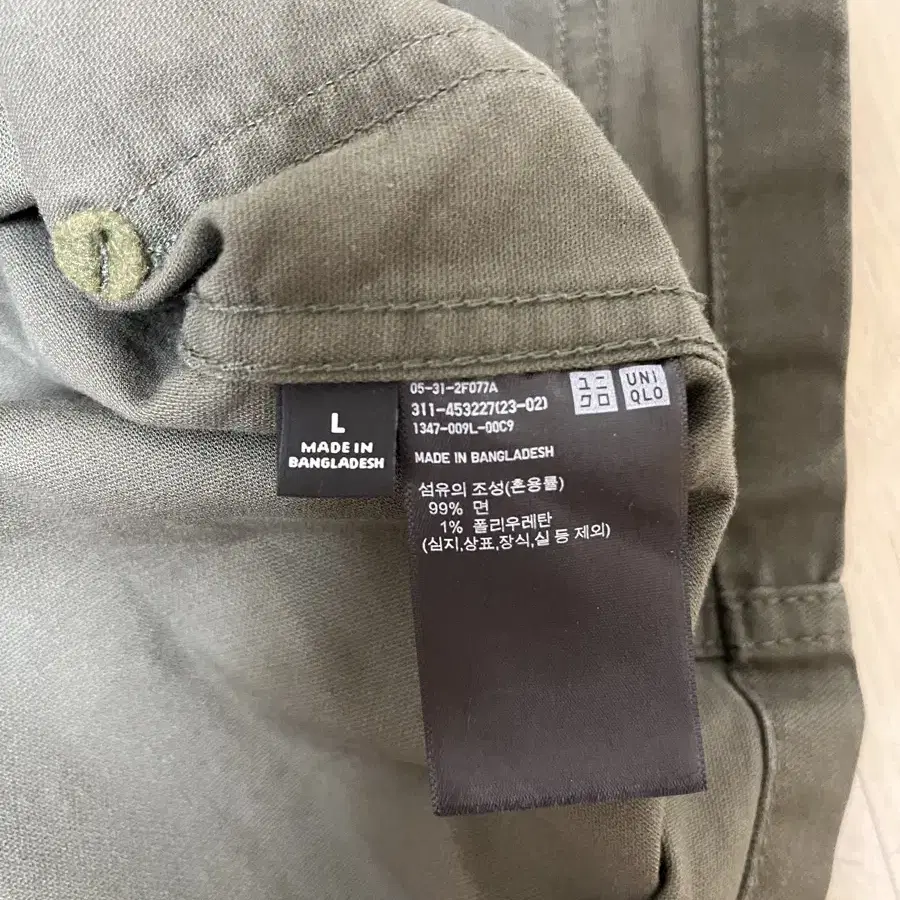 L
MADE IN
BANGLADESH
05-31-2F077A
311-453227(23-02)
1347-009L-00C9
ユニ
クロ
UNI
QLO
MADE IN BANGLADESH
섬유의 조성(혼용률)
99% 면
1% 폴리우레탄
(심지,상표,장식,실 등 제외)